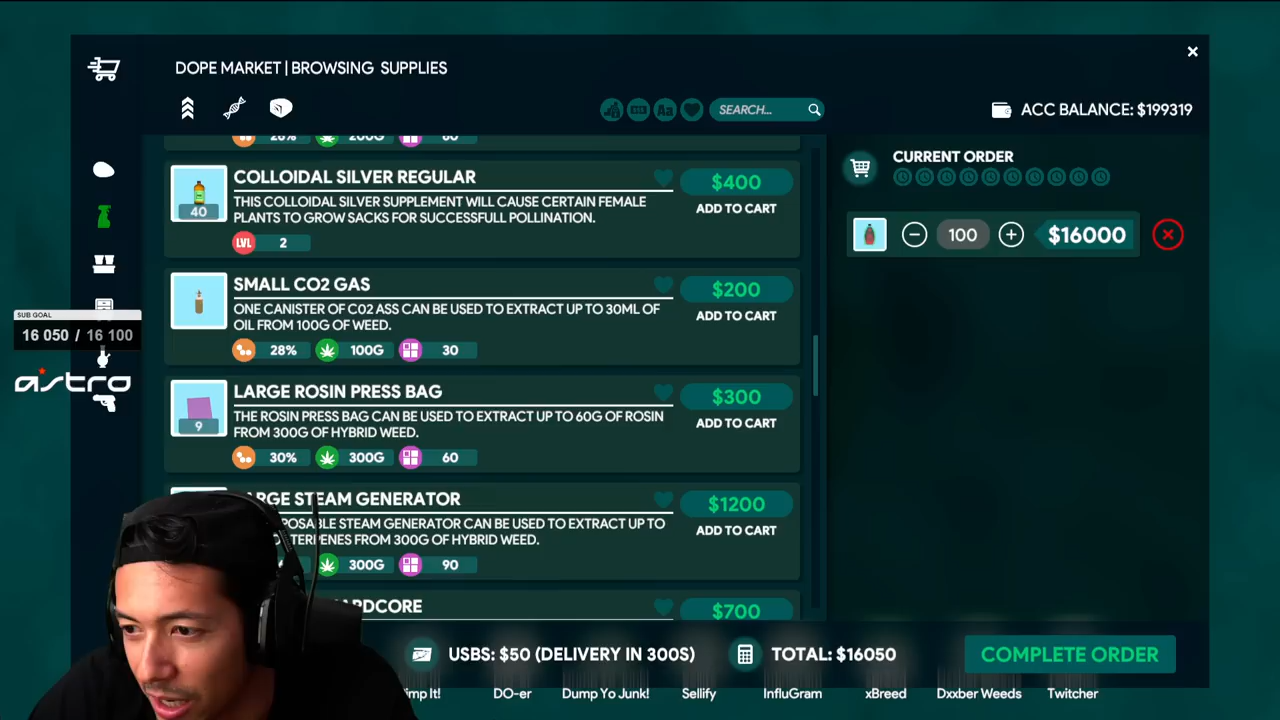 DOPE MARKET | BROWSING SUPPLIES
SEARCH...
ACC BALANCE: $199319
200G
COLLOIDAL SILVER REGULAR
THIS COLLOIDAL SILVER SUPPLEMENT WILL CAUSE CERTAIN FEMALE
PLANTS TO GROW SACKS FOR SUCCESSFULL POLLINATION.
40
LVL 2
$400
ADD TO CART
SMALL CO2 GAS
ONE CANISTER OF C02 ASS CAN BE USED TO EXTRACT UP TO 30ML OF
OIL FROM 100G OF WEED.
28% 100G 30
$200
ADD TO CART
LARGE ROSIN PRESS BAG
THE ROSIN PRESS BAG CAN BE USED TO EXTRACT UP TO 60G OF ROSIN
FROM 300G OF HYBRID WEED.
9
30% 300G 60
$300
ADD TO CART
LARGE STEAM GENERATOR
STEAM GENERATOR CAN BE USED TO EXTRACT UP TO
TERPENES FROM 300G OF HYBRID WEED.
300G 90
$1200
ADD TO CART
$700
CURRENT ORDER
100
$16000
SUB GOAL
16 050 / 16 100
astro
USBS: $50 (DELIVERY IN 300S)
TOTAL: $16050
COMPLETE ORDER
DO-er
Dump Yo Junk!
Sellify
InfluGram
xBreed
Dxxber Weeds
Twitcher